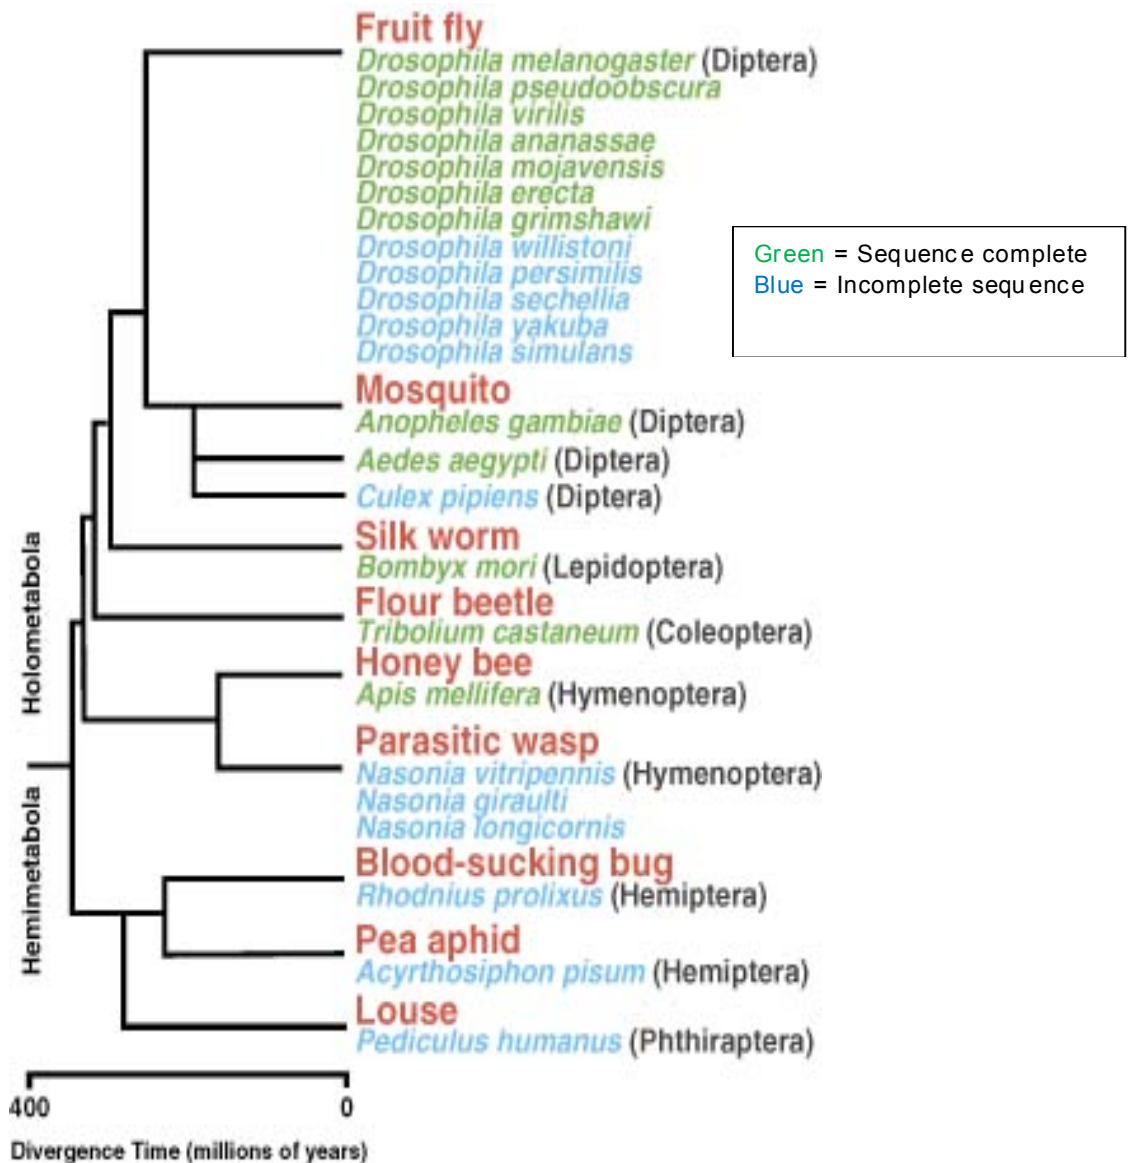 Fruit fly
Drosophila melanogaster (Diptera)
Drosophila pseudoobscura
Drosophila virilis
Drosophila ananassae
Drosophila mojavensis
Drosophila erecta
Drosophila grimshawi
Drosophila willistoni
Drosophila persimilis
Drosophila sechellia
Drosophila yakuba
Drosophila simulans
Green = Sequence complete
Blue = Incomplete sequence
Mosquito
Anopheles gambiae (Diptera)
Aedes aegypti (Diptera)
Culex pipiens (Diptera)
Silk worm
Bombyx mori (Lepidoptera)
Flour beetle
Tribolium castaneum (Coleoptera)
Honey bee
Apis mellifera (Hymenoptera)
Parasitic wasp
Nasonia vitripennis (Hymenoptera)
Nasonia giraulti
Nasonia longicornis
Blood-sucking bug
Rhodnius prolixus (Hemiptera)
Pea aphid
Acyrthosiphon pisum (Hemiptera)
Louse
Pediculus humanus (Phthiraptera)
Holometabola
Hemimetabola
400 0
Divergence Time (millions of years)